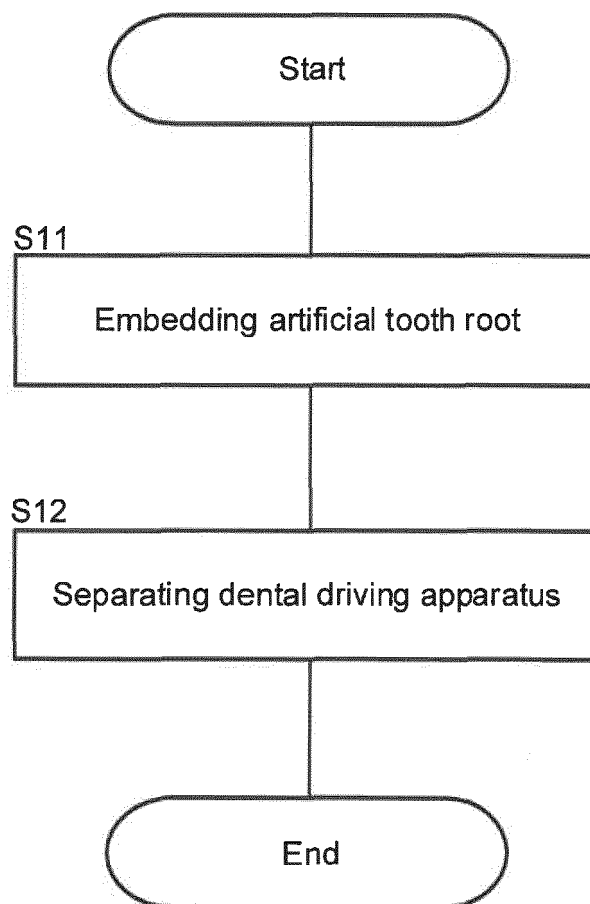 Start
S11
Embedding artificial tooth root
S12
Separating dental driving apparatus
End